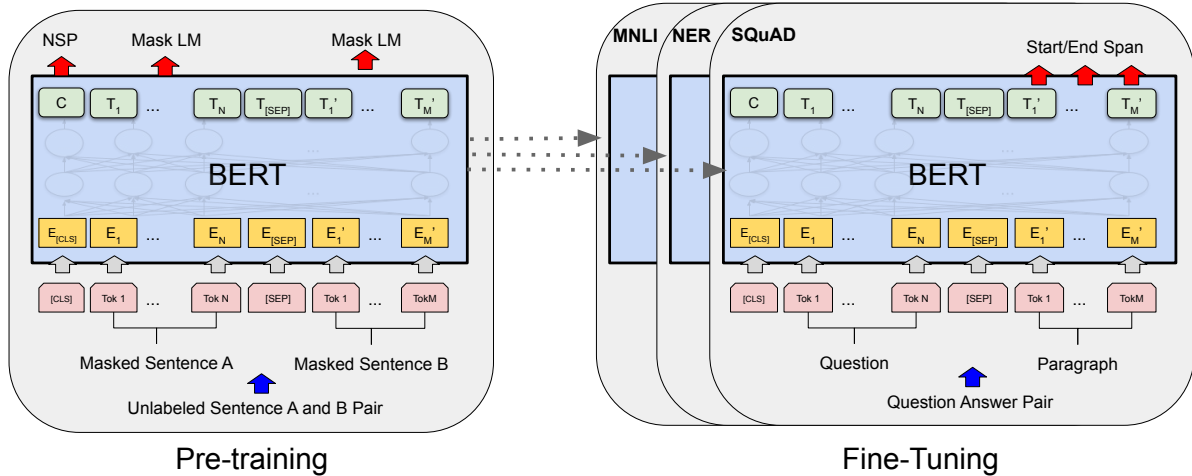 NSP Mask LM Mask LM
C T1 ... TN T[SEP] T1’ ... TM’
...
BERT
...
E[CLS] E1 ... EN E[SEP] E1’ ... EM’
[CLS] Tok 1 ... Tok N [SEP] Tok 1 ... TokM
Masked Sentence A Masked Sentence B
Unlabeled Sentence A and B Pair
Pre-training
MNLI NER SQuAD
Start/End Span
C T1 ... TN T[SEP] T1’ ... TM’
...
BERT
...
E[CLS] E1 ... EN E[SEP] E1’ ... EM’
[CLS] Tok 1 ... Tok N [SEP] Tok 1 ... TokM
Question Paragraph
Question Answer Pair
Fine-Tuning